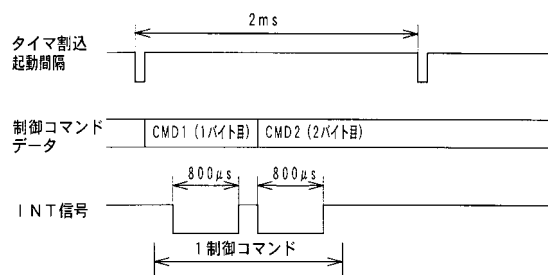 2ms
タイマ割込
起動間隔
制御コマンド
データ
CMD1(1バイト目)
CMD2(2バイト目)
800μs
800μs
INT信号
1制御コマンド